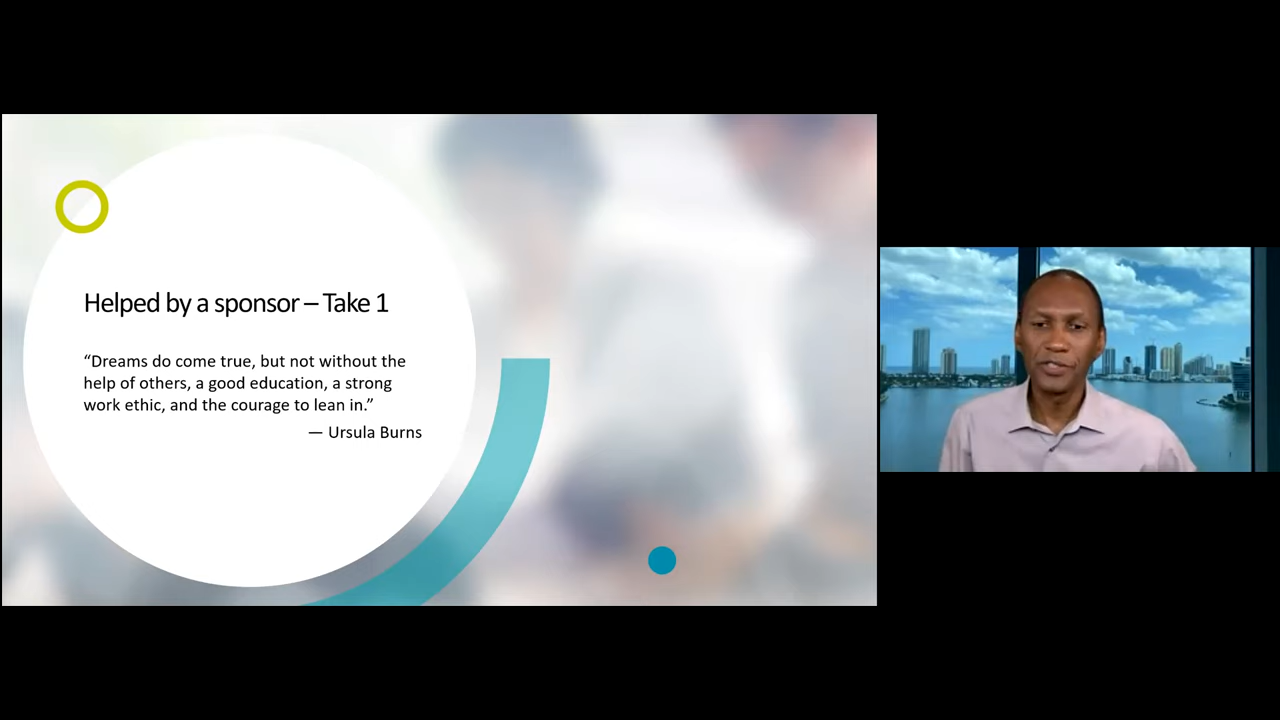 Helped by a sponsor – Take 1
“Dreams do come true, but not without the
help of others, a good education, a strong
work ethic, and the courage to lean in.”
— Ursula Burns